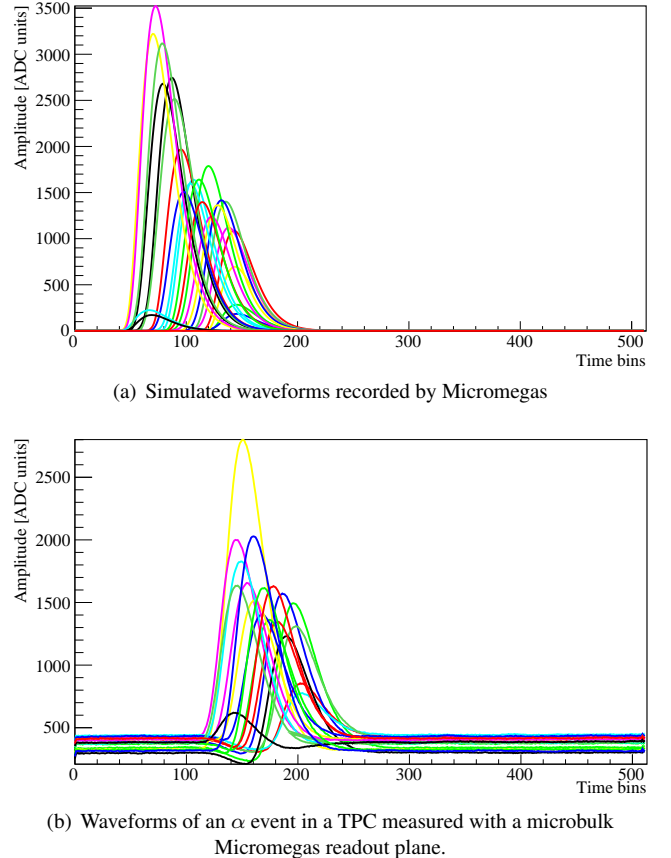 Amplitude [ADC units]
3500
3000
2500
2000
1500
1000
500
0
0 100 200 300 400 500
Time bins
(a) Simulated waveforms recorded by Micromegas
Amplitude [ADC units]
2500
2000
1500
1000
500
0 100 200 300 400 500
Time bins
(b) Waveforms of an α event in a TPC measured with a microbulk
Micromegas readout plane.